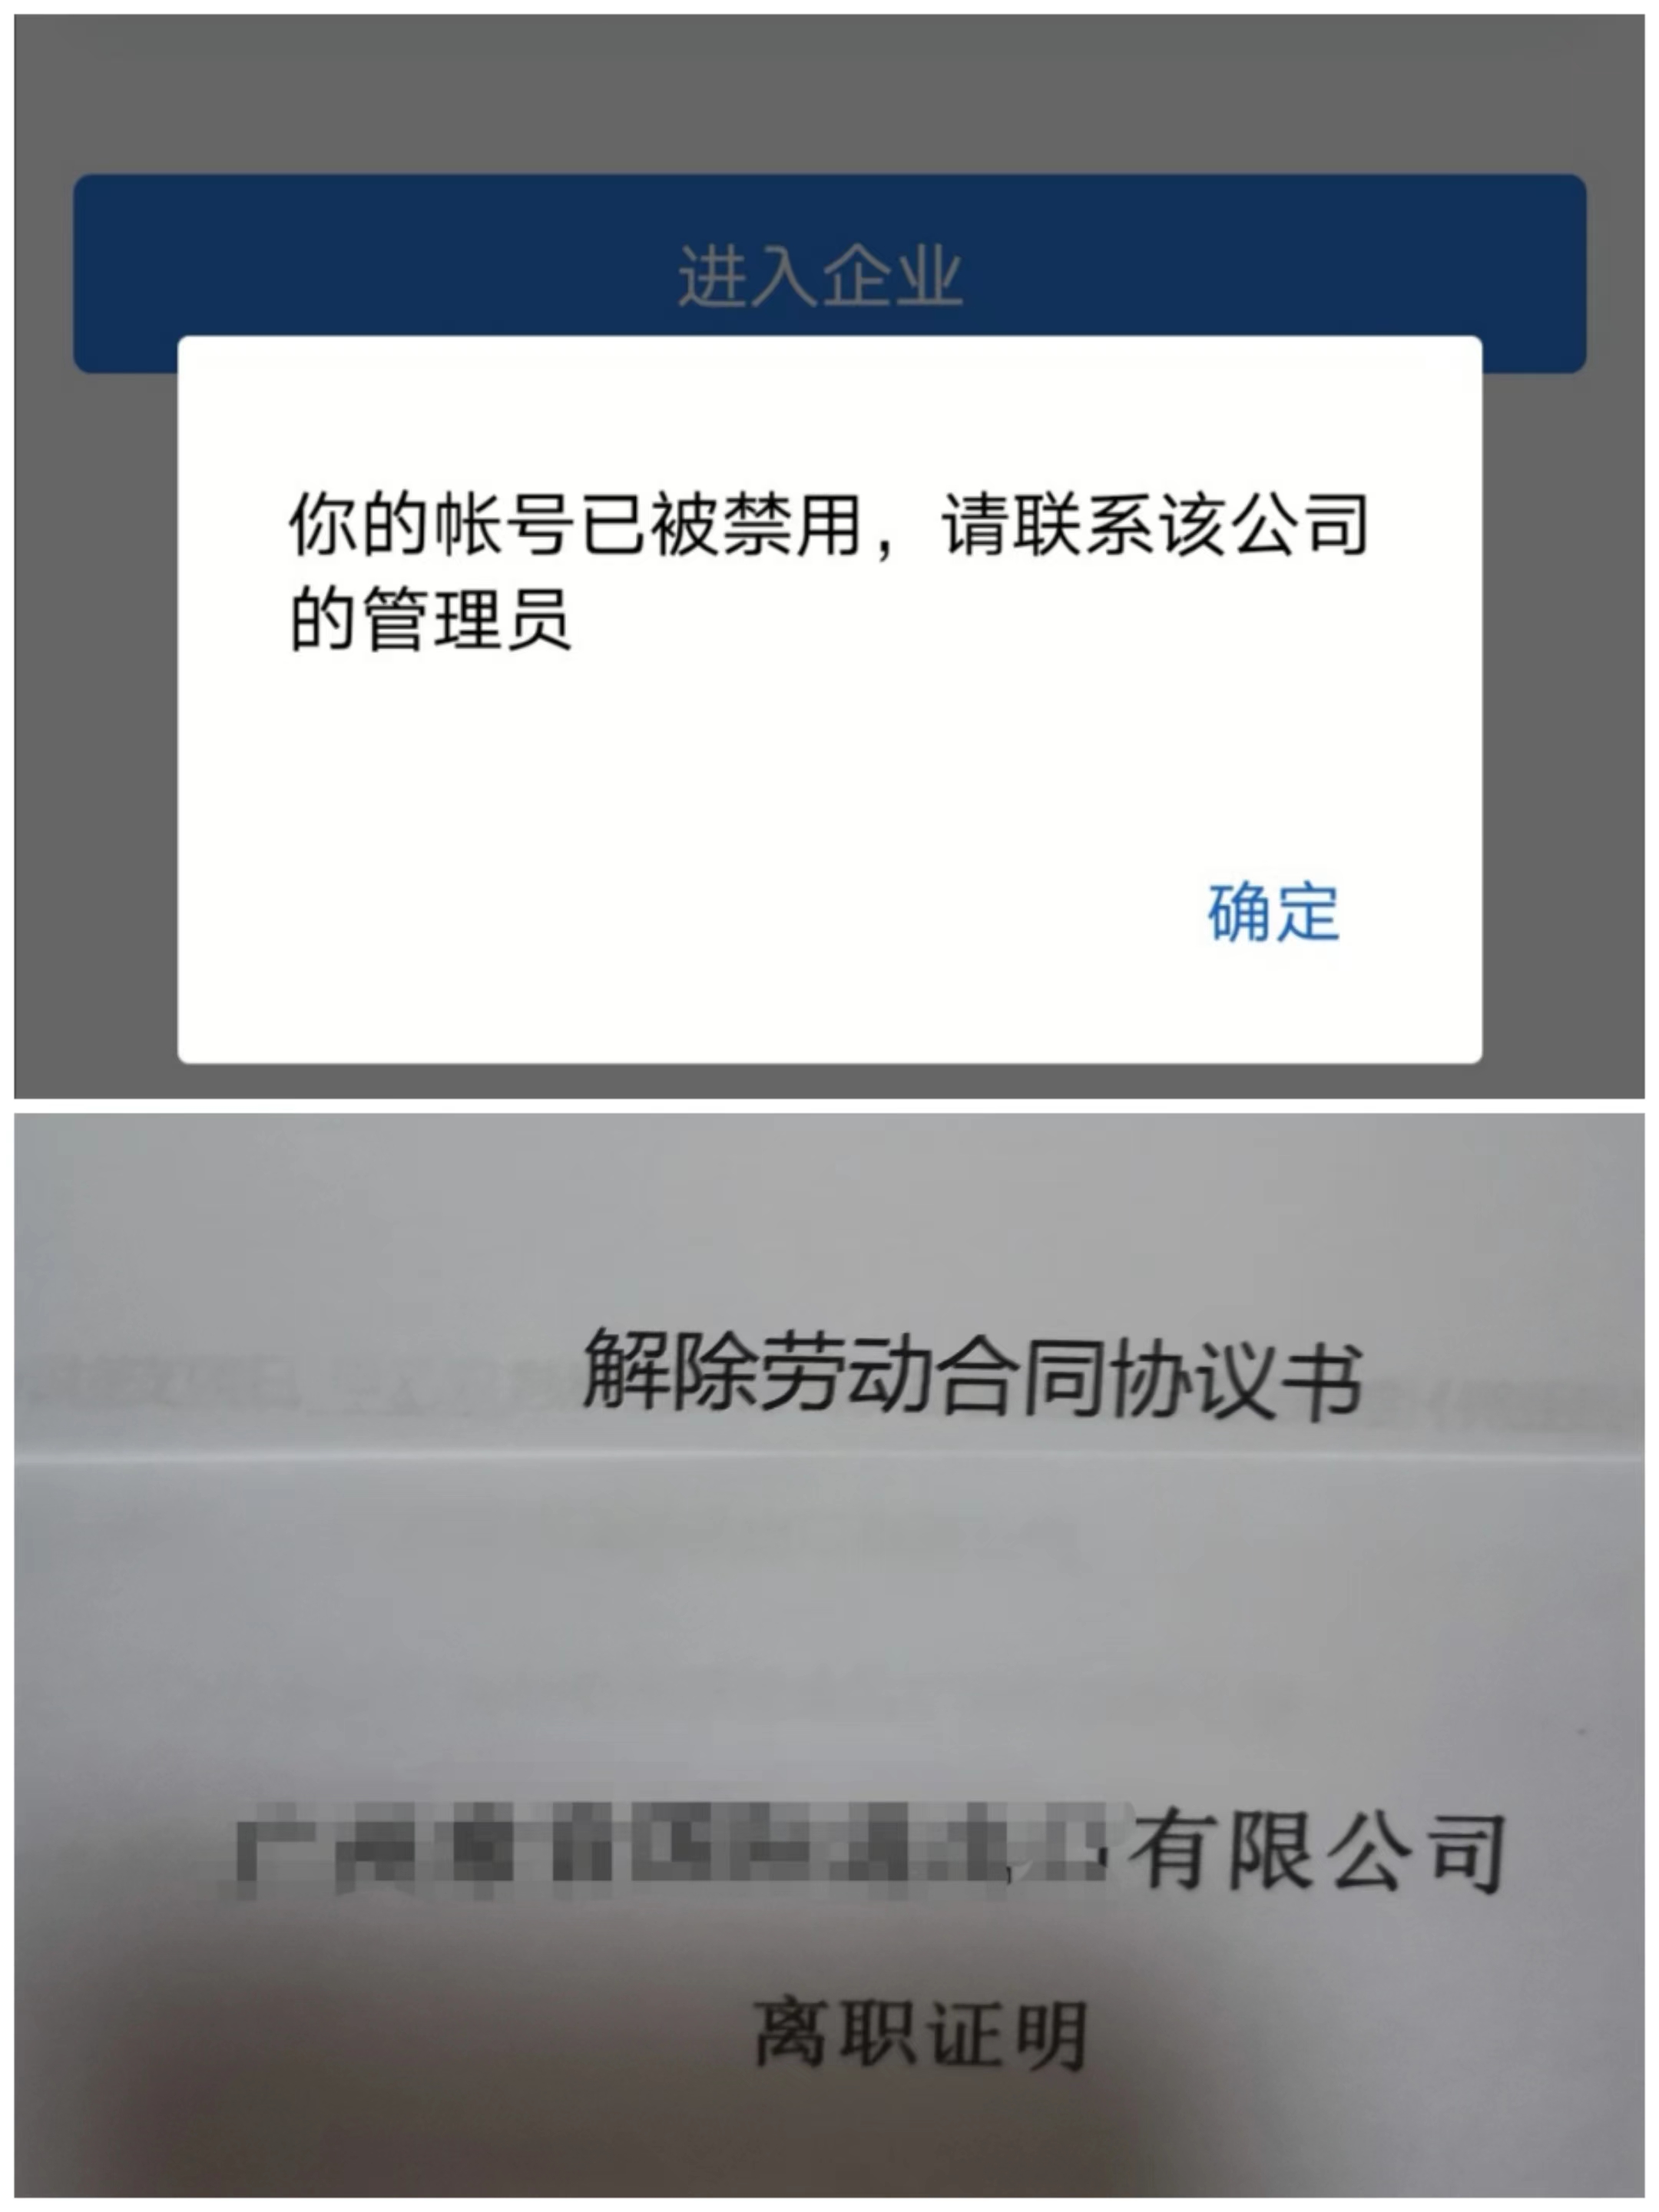 进入企业
你的帐号已被禁用，请联系该公司
的管理员
确定
解除劳动合同协议书
有限公司
离职证明